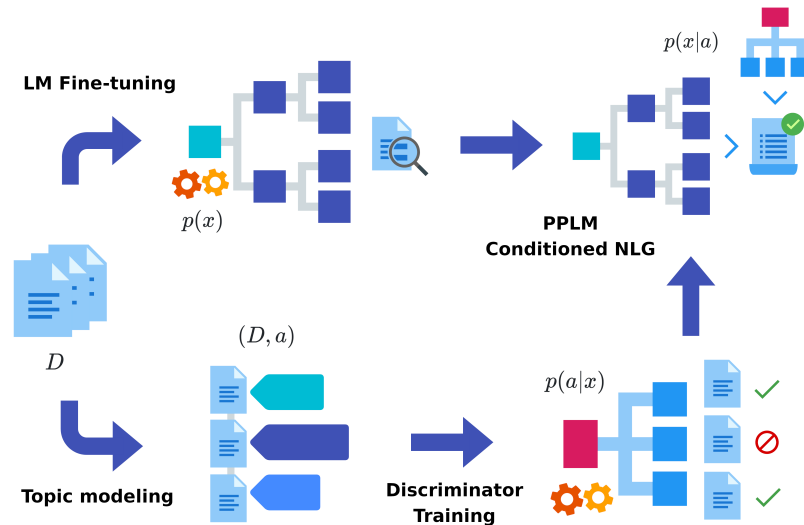 LM Fine-tuning
p(x)
p(x|a)
PPLM
Conditioned NLG
D
(D, a)
p(a|x)
Topic modeling
Discriminator
Training